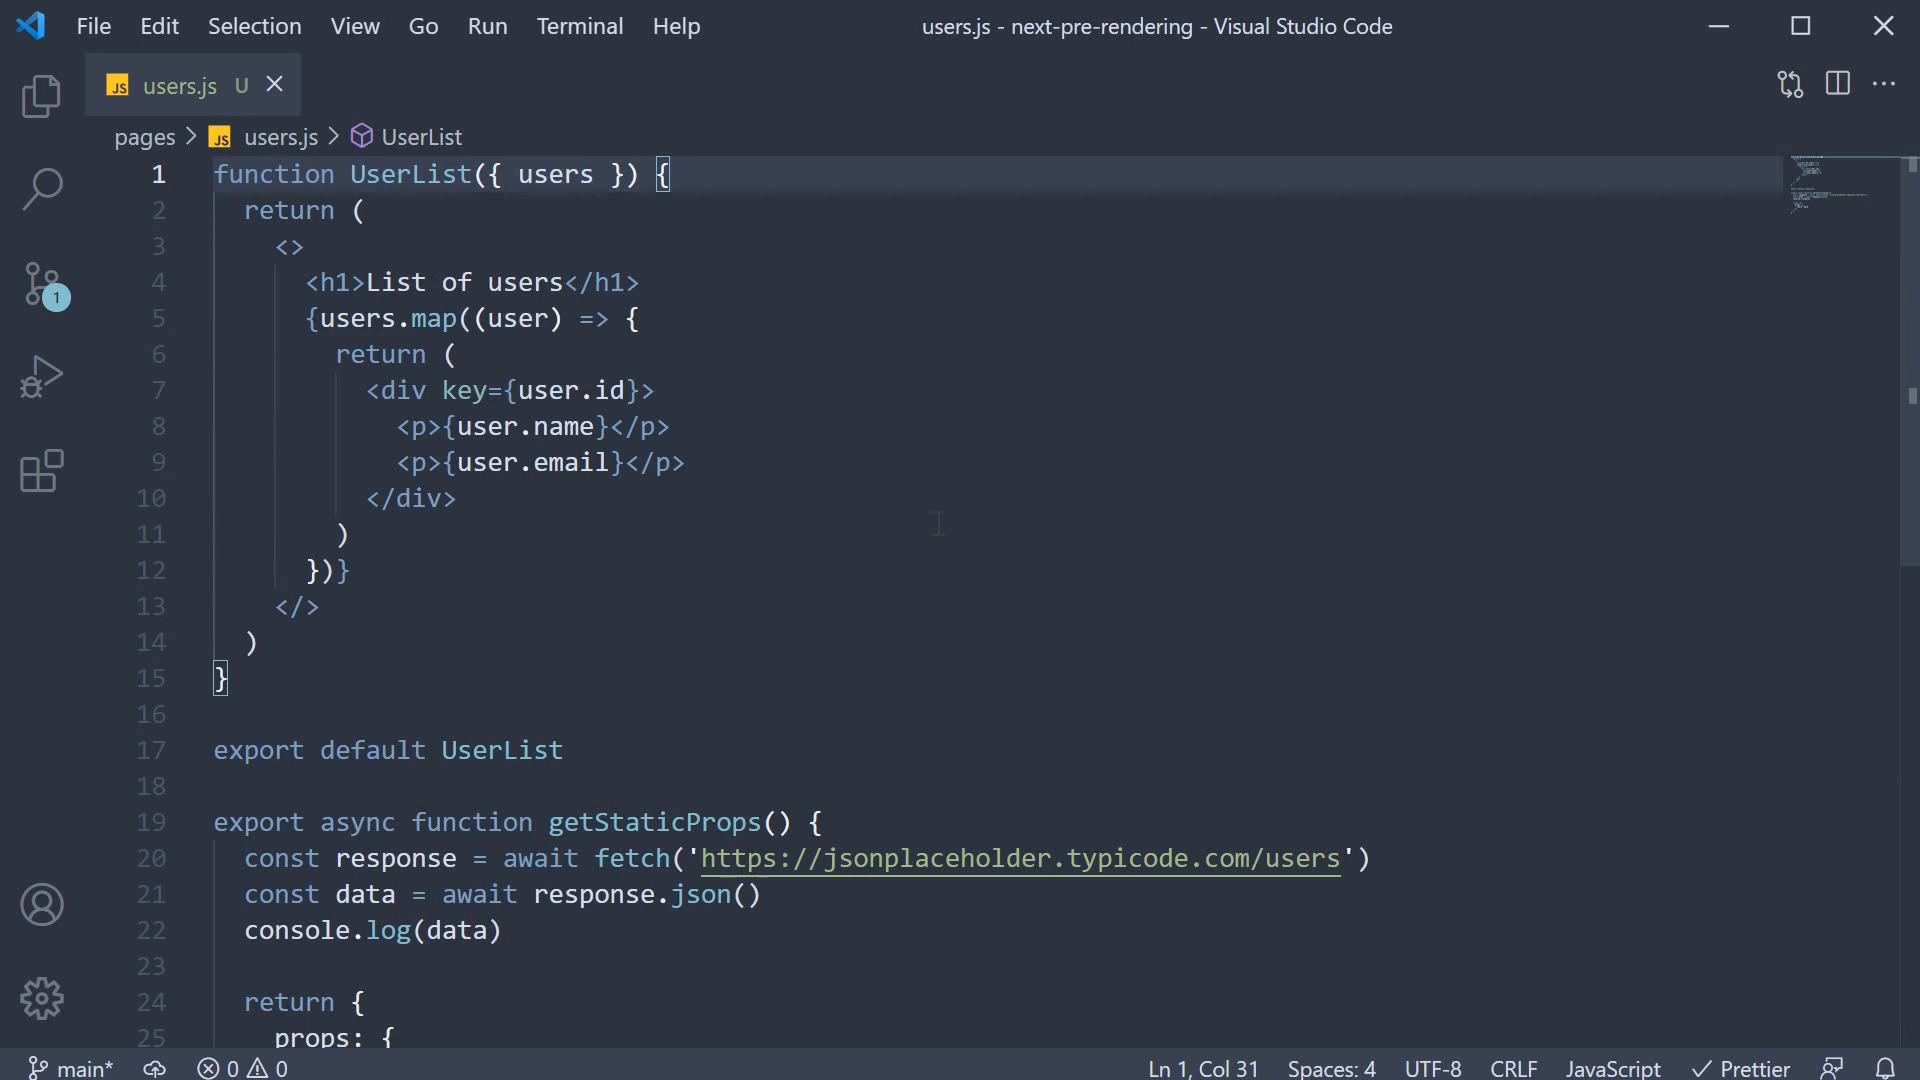 File Edit Selection View Go Run Terminal Help users.js - next-pre-rendering - Visual Studio Code
JS users.js U
pages > JS users.js > UserList
1 function UserList({ users }) {
2 return (
3 <>
4 <h1>List of users</h1>
5 {users.map((user) => {
6 return (
7 <div key={user.id}>
8 <p>{user.name}</p>
9 <p>{user.email}</p>
10 </div>
11 )
12 })}
13 </>
14 )
15 }
16
17 export default UserList
18
19 export async function getStaticProps() {
20 const response = await fetch('https://jsonplaceholder.typicode.com/users')
21 const data = await response.json()
22 console.log(data)
23
24 return {
25 props: {
1
main* 0 0 Ln 1, Col 31 Spaces: 4 UTF-8 CRLF JavaScript Prettier